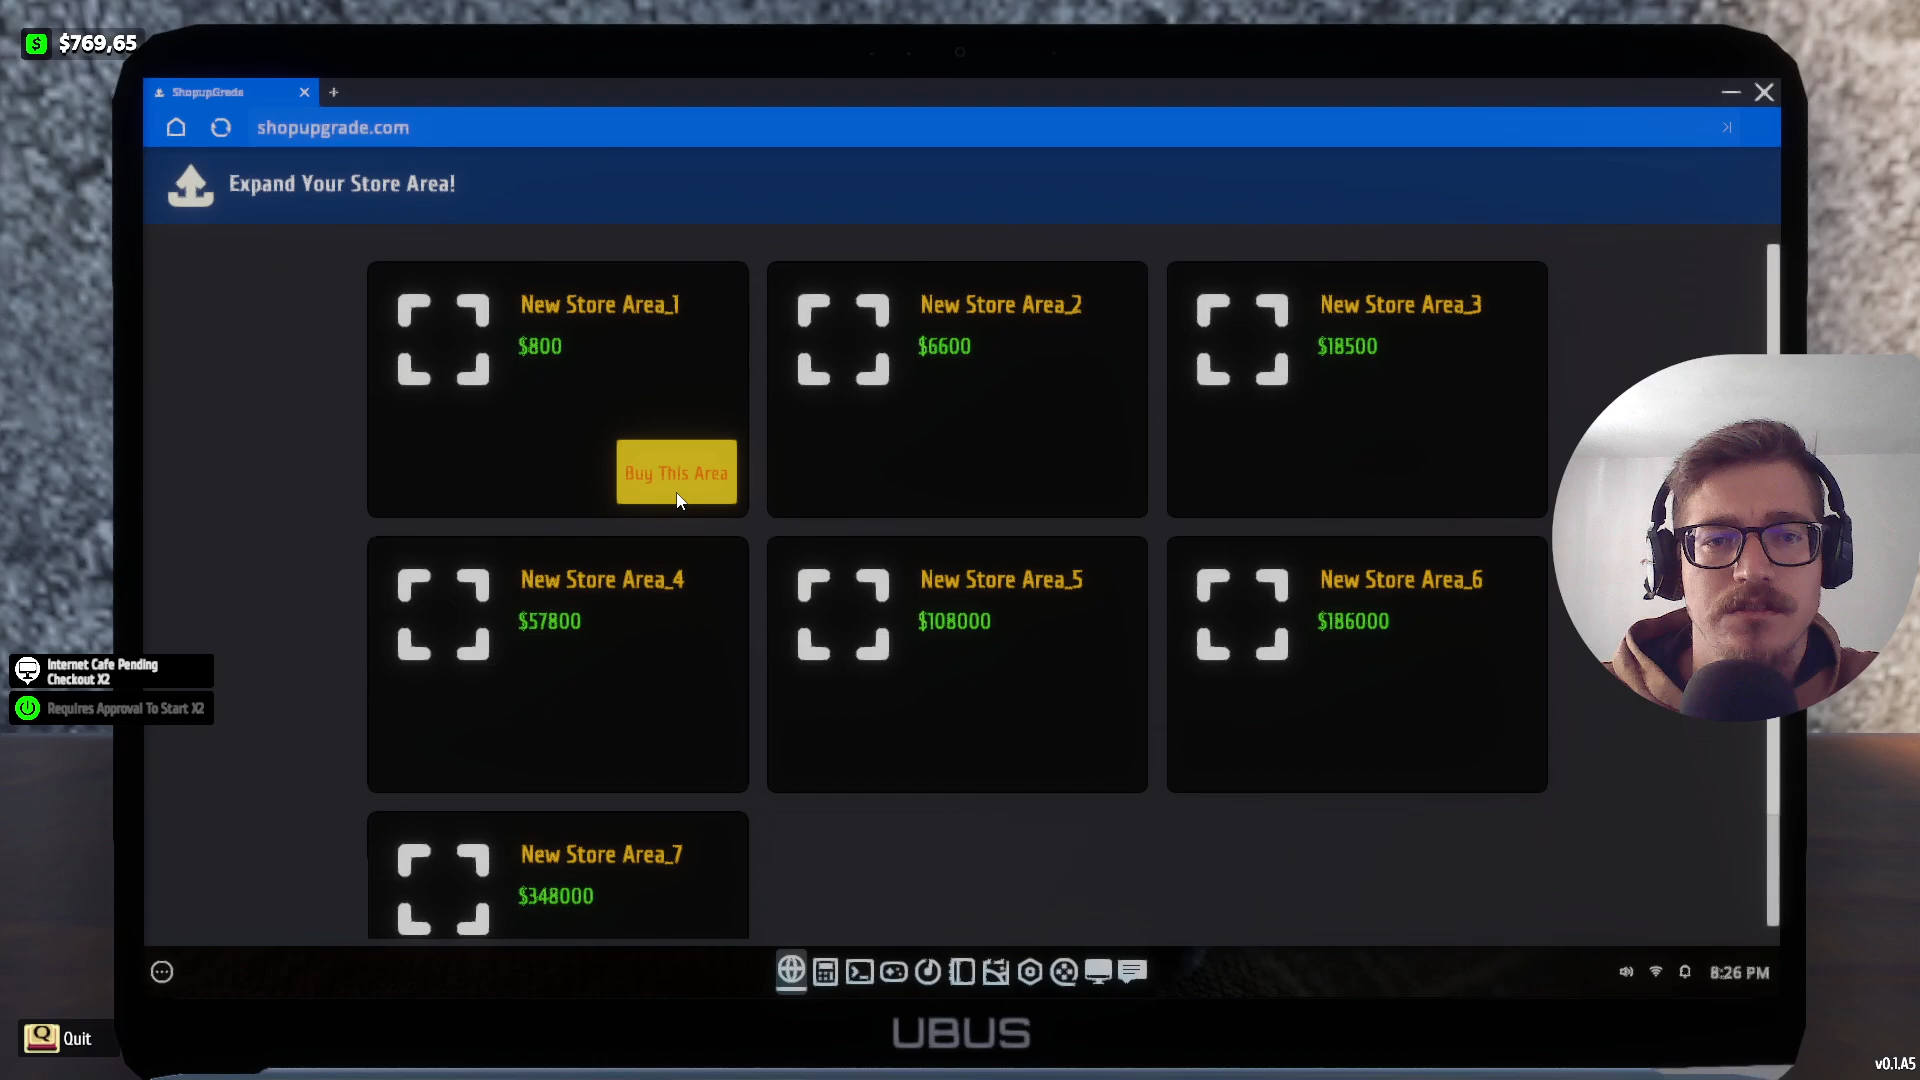 $769,65
ShopupGrade
shopupgrade.com
Expand Your Store Area!
New Store Area_1
$800
Buy This Area
New Store Area_2
$6600
New Store Area_3
$18500
New Store Area_4
$57800
New Store Area_5
$108000
New Store Area_6
$186000
New Store Area_7
$348000
Internet Cafe Pending
Checkout X2
Requires Approval To Start X2
8:26 PM
UBUS
Q Quit
v0.1.A5